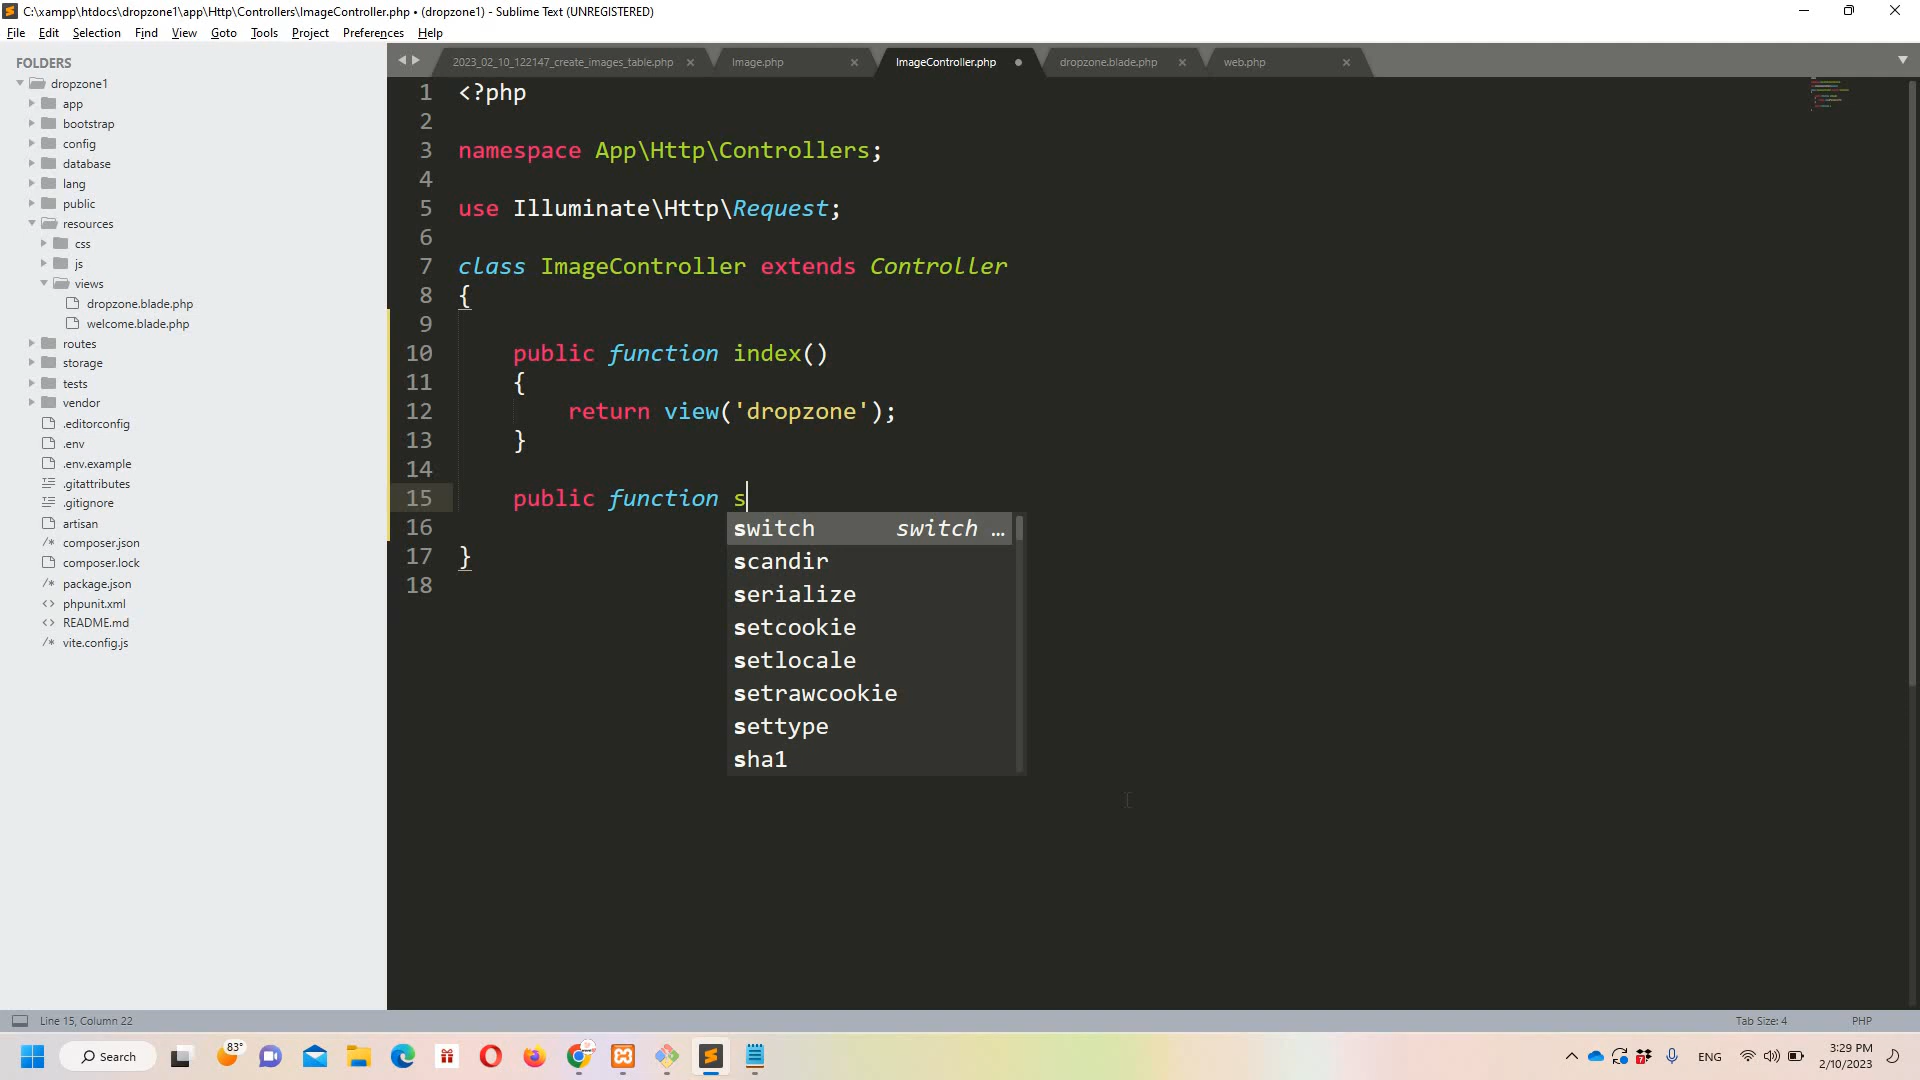 C:\xampp\htdocs\dropzone1\app\Http\Controllers\ImageController.php • (dropzone1) - Sublime Text (UNREGISTERED)
File Edit Selection Find View Goto Tools Project Preferences Help
FOLDERS
dropzone1
app
bootstrap
config
database
lang
public
resources
css
js
views
dropzone.blade.php
welcome.blade.php
routes
storage
tests
vendor
.editorconfig
.env
.env.example
.gitattributes
.gitignore
artisan
composer.json
composer.lock
package.json
phpunit.xml
README.md
vite.config.js
2023_02_10_122147_create_images_table.php Image.php ImageController.php dropzone.blade.php web.php
1 <?php
2
3 namespace App\Http\Controllers;
4
5 use Illuminate\Http\Request;
6
7 class ImageController extends Controller
8 {
9
10 public function index()
11 {
12 return view('dropzone');
13 }
14
15 public function s
16
17 }
18
switch switch …
scandir
serialize
setcookie
setlocale
setrawcookie
settype
sha1
Line 15, Column 22 Tab Size: 4 PHP
83° Search ENG 3:29 PM
2/10/2023